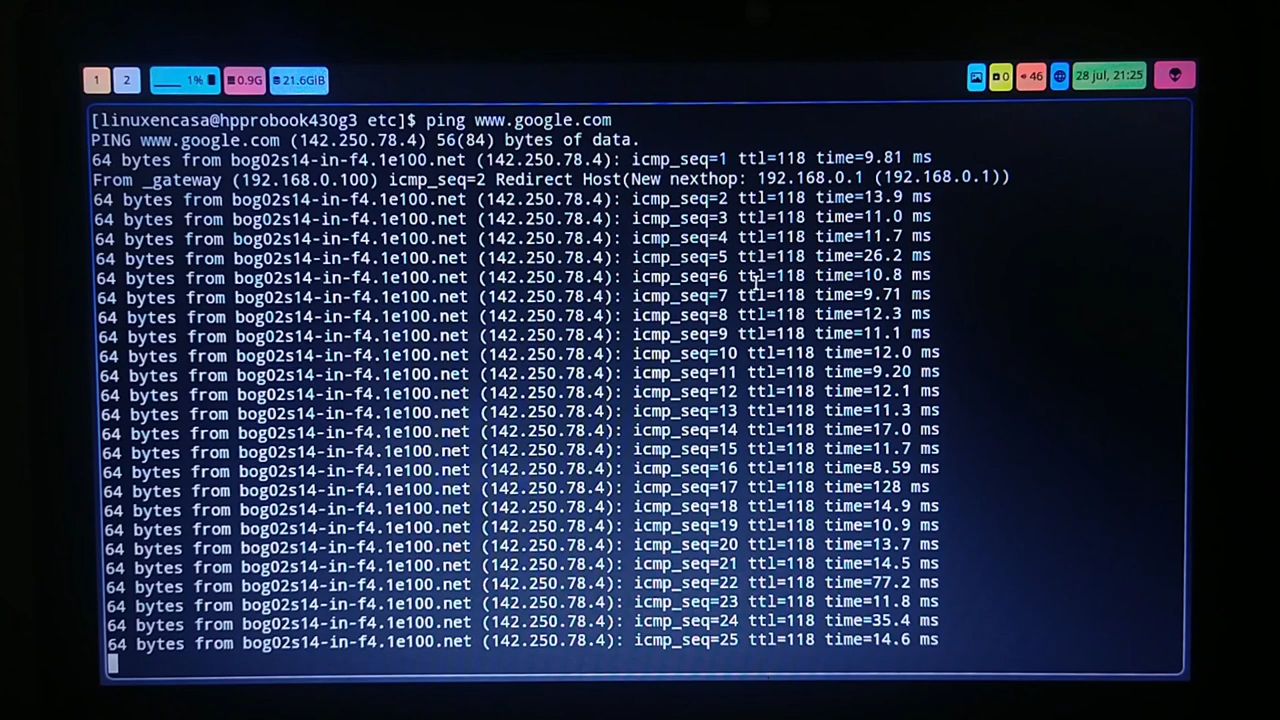 1 2 1% 0.9G 21.6GiB 0 46 28 jul, 21:25
[linuxencasa@hpprobook430g3 etc]$ ping www.google.com
PING www.google.com (142.250.78.4) 56(84) bytes of data.
64 bytes from bog02s14-in-f4.1e100.net (142.250.78.4): icmp_seq=1 ttl=118 time=9.81 ms
From _gateway (192.168.0.100) icmp_seq=2 Redirect Host(New nexthop: 192.168.0.1 (192.168.0.1))
64 bytes from bog02s14-in-f4.1e100.net (142.250.78.4): icmp_seq=2 ttl=118 time=13.9 ms
64 bytes from bog02s14-in-f4.1e100.net (142.250.78.4): icmp_seq=3 ttl=118 time=11.0 ms
64 bytes from bog02s14-in-f4.1e100.net (142.250.78.4): icmp_seq=4 ttl=118 time=11.7 ms
64 bytes from bog02s14-in-f4.1e100.net (142.250.78.4): icmp_seq=5 ttl=118 time=26.2 ms
64 bytes from bog02s14-in-f4.1e100.net (142.250.78.4): icmp_seq=6 ttl=118 time=10.8 ms
64 bytes from bog02s14-in-f4.1e100.net (142.250.78.4): icmp_seq=7 ttl=118 time=9.71 ms
64 bytes from bog02s14-in-f4.1e100.net (142.250.78.4): icmp_seq=8 ttl=118 time=12.3 ms
64 bytes from bog02s14-in-f4.1e100.net (142.250.78.4): icmp_seq=9 ttl=118 time=11.1 ms
64 bytes from bog02s14-in-f4.1e100.net (142.250.78.4): icmp_seq=10 ttl=118 time=12.0 ms
64 bytes from bog02s14-in-f4.1e100.net (142.250.78.4): icmp_seq=11 ttl=118 time=9.20 ms
64 bytes from bog02s14-in-f4.1e100.net (142.250.78.4): icmp_seq=12 ttl=118 time=12.1 ms
64 bytes from bog02s14-in-f4.1e100.net (142.250.78.4): icmp_seq=13 ttl=118 time=11.3 ms
64 bytes from bog02s14-in-f4.1e100.net (142.250.78.4): icmp_seq=14 ttl=118 time=17.0 ms
64 bytes from bog02s14-in-f4.1e100.net (142.250.78.4): icmp_seq=15 ttl=118 time=11.7 ms
64 bytes from bog02s14-in-f4.1e100.net (142.250.78.4): icmp_seq=16 ttl=118 time=8.59 ms
64 bytes from bog02s14-in-f4.1e100.net (142.250.78.4): icmp_seq=17 ttl=118 time=128 ms
64 bytes from bog02s14-in-f4.1e100.net (142.250.78.4): icmp_seq=18 ttl=118 time=14.9 ms
64 bytes from bog02s14-in-f4.1e100.net (142.250.78.4): icmp_seq=19 ttl=118 time=10.9 ms
64 bytes from bog02s14-in-f4.1e100.net (142.250.78.4): icmp_seq=20 ttl=118 time=13.7 ms
64 bytes from bog02s14-in-f4.1e100.net (142.250.78.4): icmp_seq=21 ttl=118 time=14.5 ms
64 bytes from bog02s14-in-f4.1e100.net (142.250.78.4): icmp_seq=22 ttl=118 time=77.2 ms
64 bytes from bog02s14-in-f4.1e100.net (142.250.78.4): icmp_seq=23 ttl=118 time=11.8 ms
64 bytes from bog02s14-in-f4.1e100.net (142.250.78.4): icmp_seq=24 ttl=118 time=35.4 ms
64 bytes from bog02s14-in-f4.1e100.net (142.250.78.4): icmp_seq=25 ttl=118 time=14.6 ms